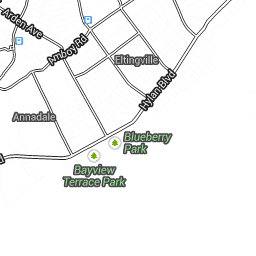 Arden Ave
Amboy Rd
Eltingville
Hylan Blvd
Annadale
Blueberry
Park
Bayview
Terrace Park
d